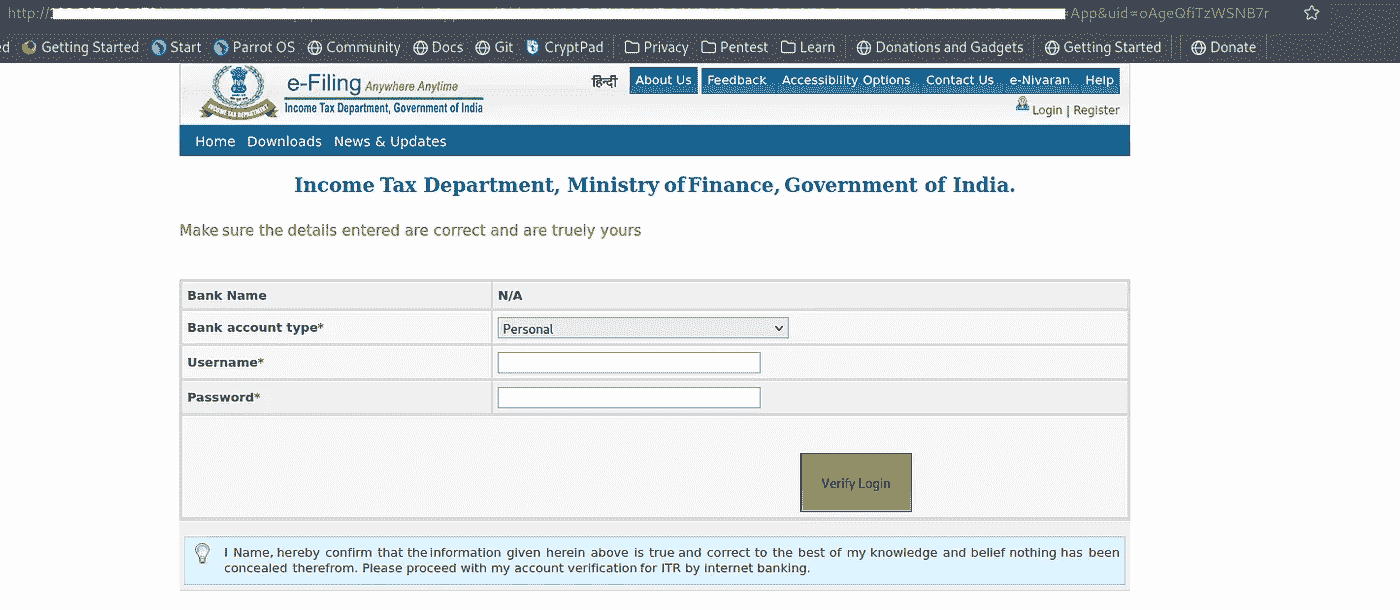 http://
=App&uid=oAgeQfiTzWSNB7r
ed Getting Started Start Parrot OS Community Docs Git CryptPad Privacy Pentest Learn Donations and Gadgets Getting Started Donate
e-Filing Anywhere Anytime
Income Tax Department, Government of India
INCOME TAX DEPARTMENT
हिन्दी About Us Feedback Accessibility Options Contact Us e-Nivaran Help
Login | Register
Home Downloads News & Updates
Income Tax Department, Ministry of Finance, Government of India.
Make sure the details entered are correct and are truely yours
Bank Name N/A
Bank account type* Personal
Username*
Password*
Verify Login
I Name, hereby confirm that the information given herein above is true and correct to the best of my knowledge and belief nothing has been
concealed therefrom. Please proceed with my account verification for ITR by internet banking.